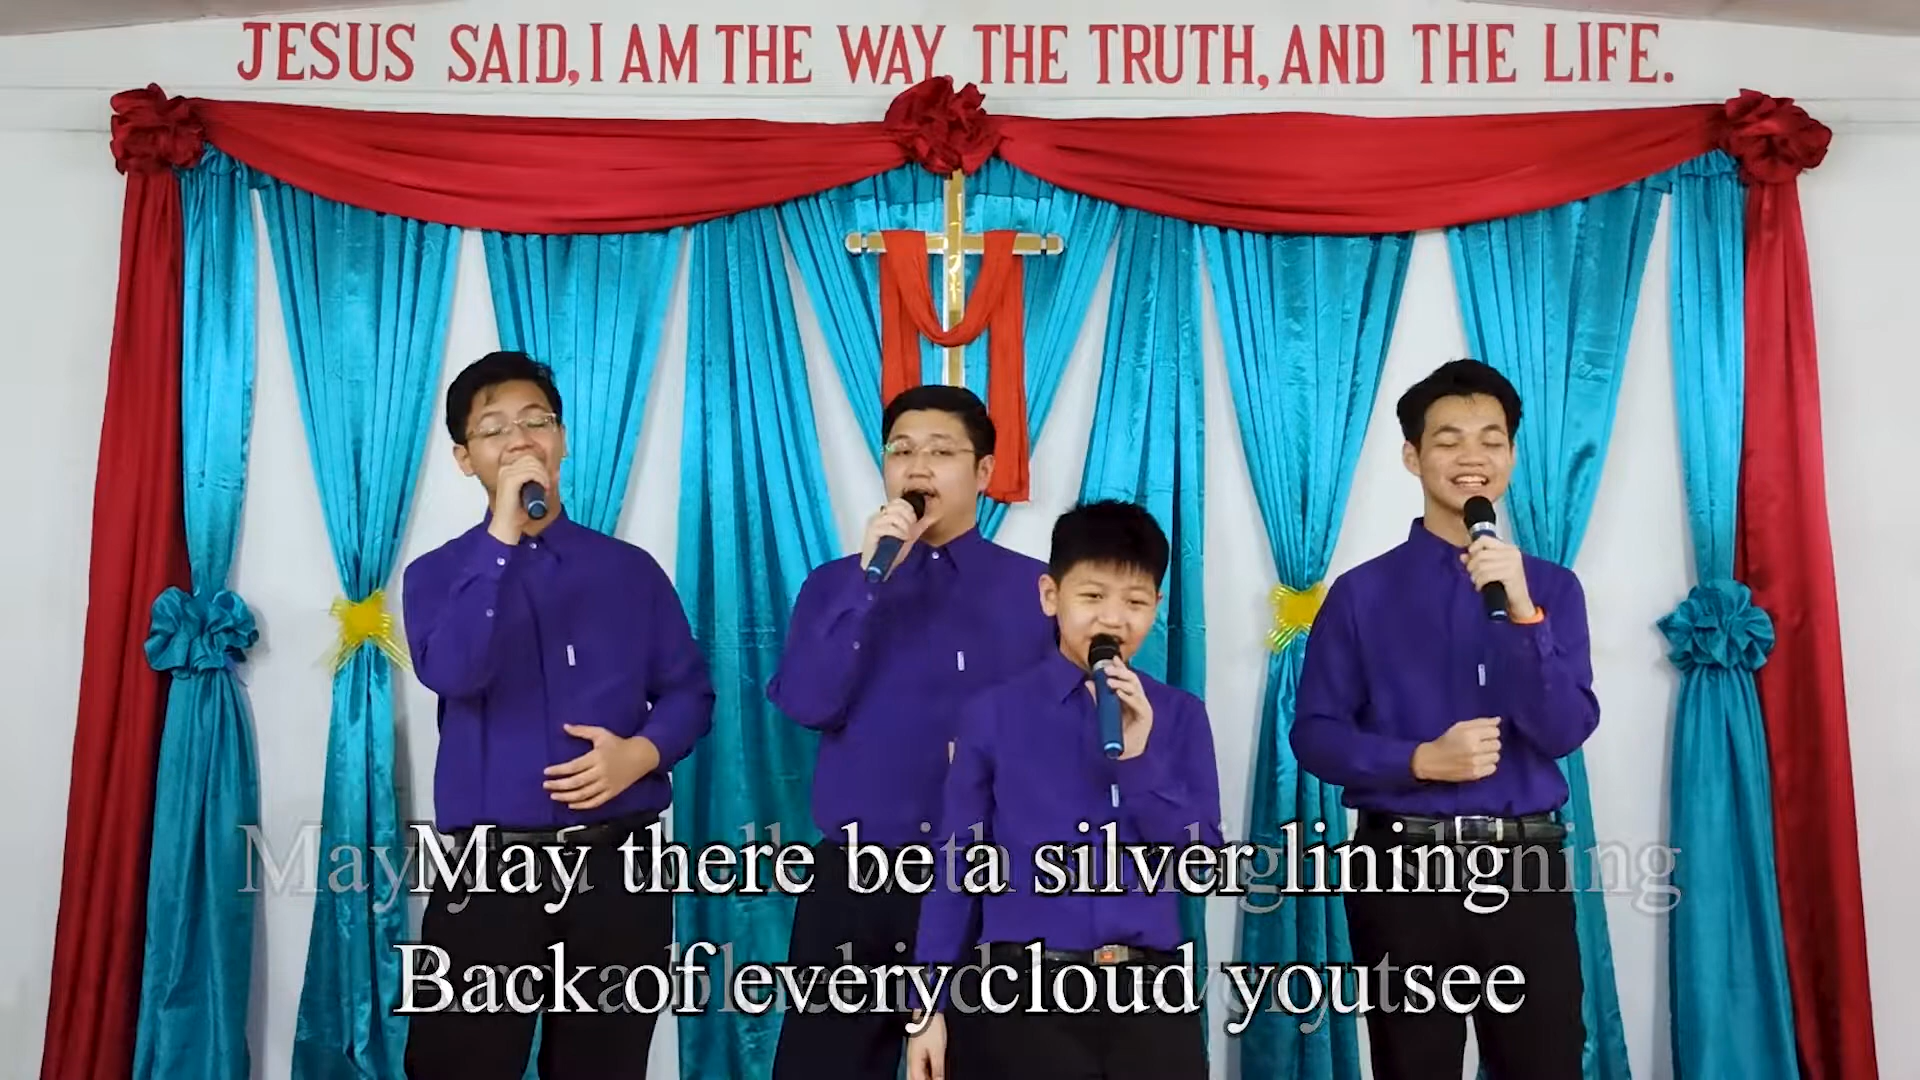 JESUS SAID, I AM THE WAY THE TRUTH, AND THE LIFE.
May there be a silver lining
Back of every cloud you see